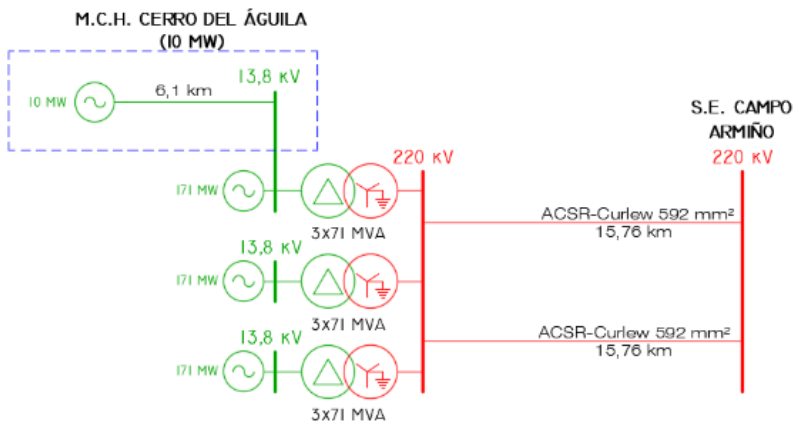 M.C.H. CERRO DEL ÁGUILA
(10 MW)
13,8 KV
10 MW
6,1 km
S.E. CAMPO
ARMIÑO
220 KV
220 KV
171 MW
3x71 MVA
ACSR-Curlew 592 mm²
15,76 km
13,8 KV
171 MW
3x71 MVA
13,8 KV
ACSR-Curlew 592 mm²
15,76 km
171 MW
3x71 MVA